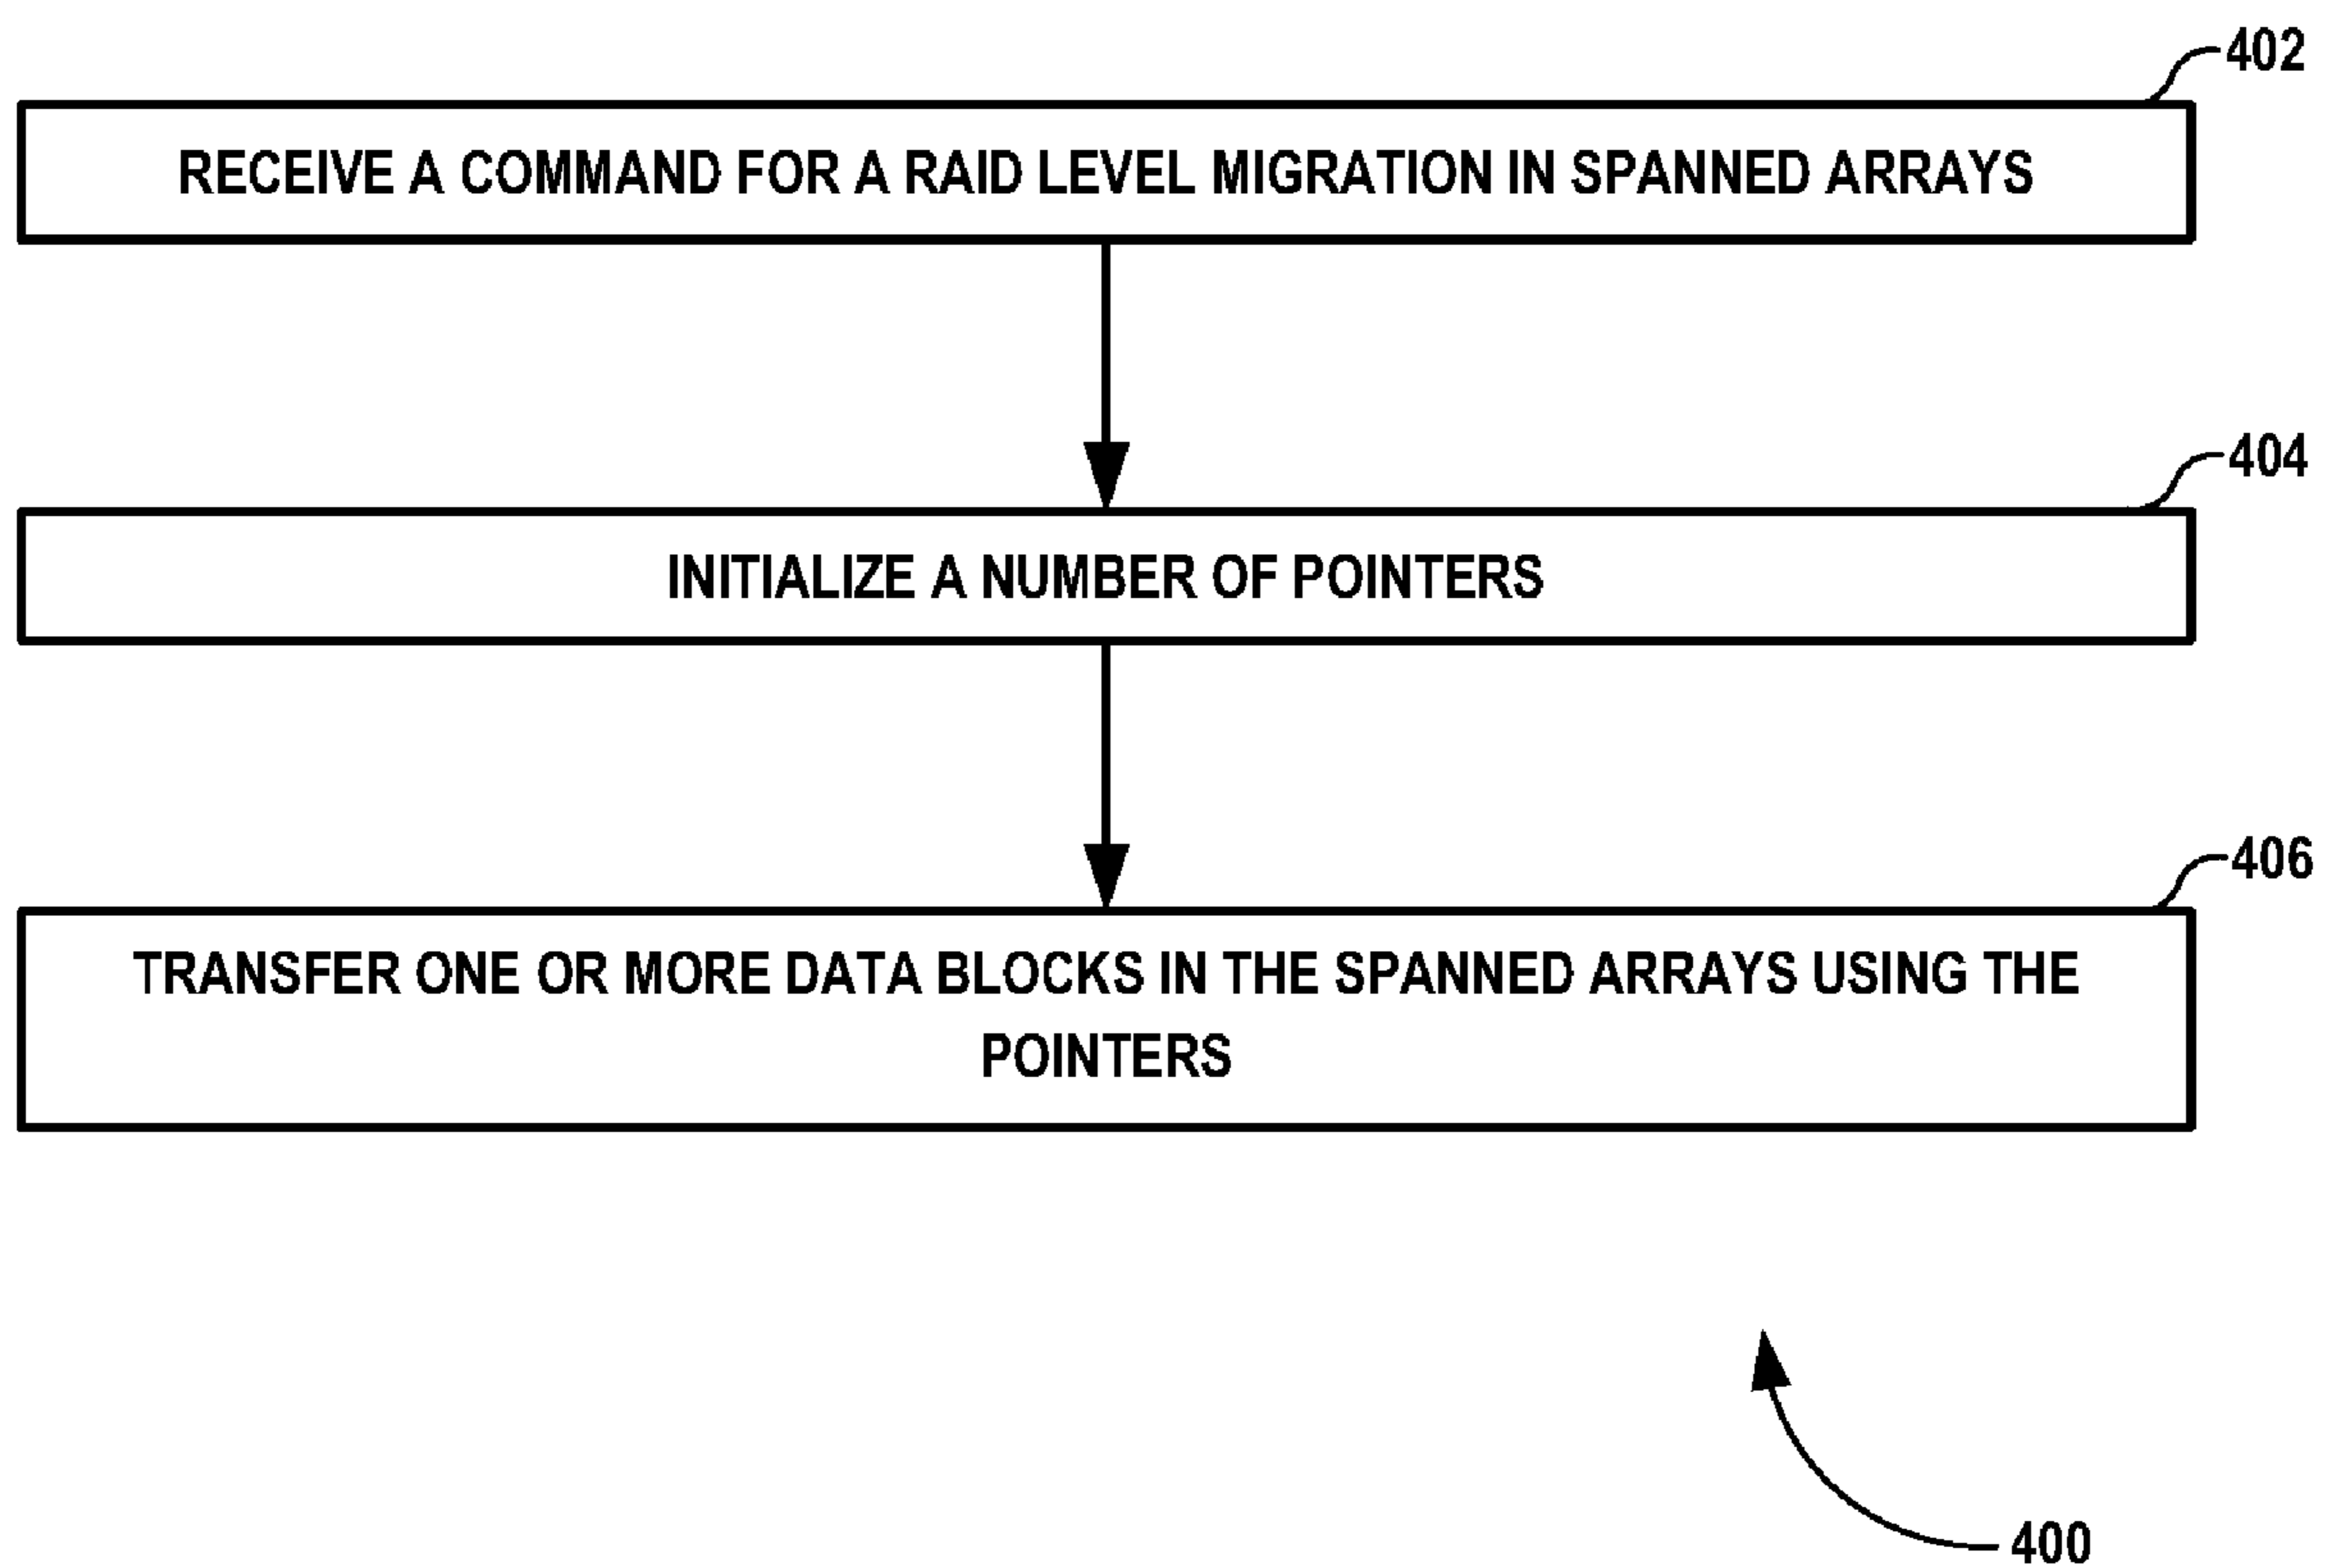 402
RECEIVE A COMMAND FOR A RAID LEVEL MIGRATION IN SPANNED ARRAYS
404
INITIALIZE A NUMBER OF POINTERS
406
TRANSFER ONE OR MORE DATA BLOCKS IN THE SPANNED ARRAYS USING THE
POINTERS
400